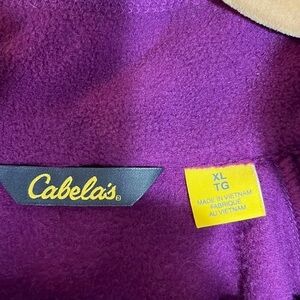 Cabela's®
XL
TG
MADE IN VIETNAM
FABRIQUÉ
AU VIETNAM